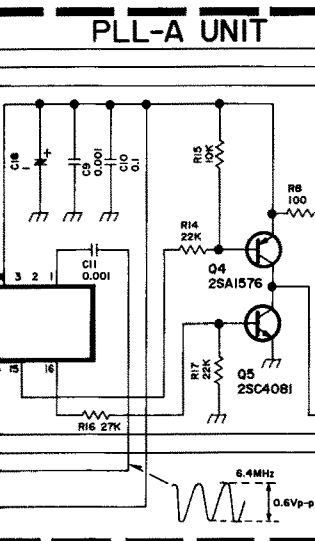 PLL-A UNIT
C18
1
+
C9
0.001
C10
0.1
R15
10K
R8
100
R14
22K
3 2 1
C11
0.001
Q4
2SA1576
R17
22K
Q5
2SC4081
15 16
R16 27K
6.4MHz
0.6Vp-p